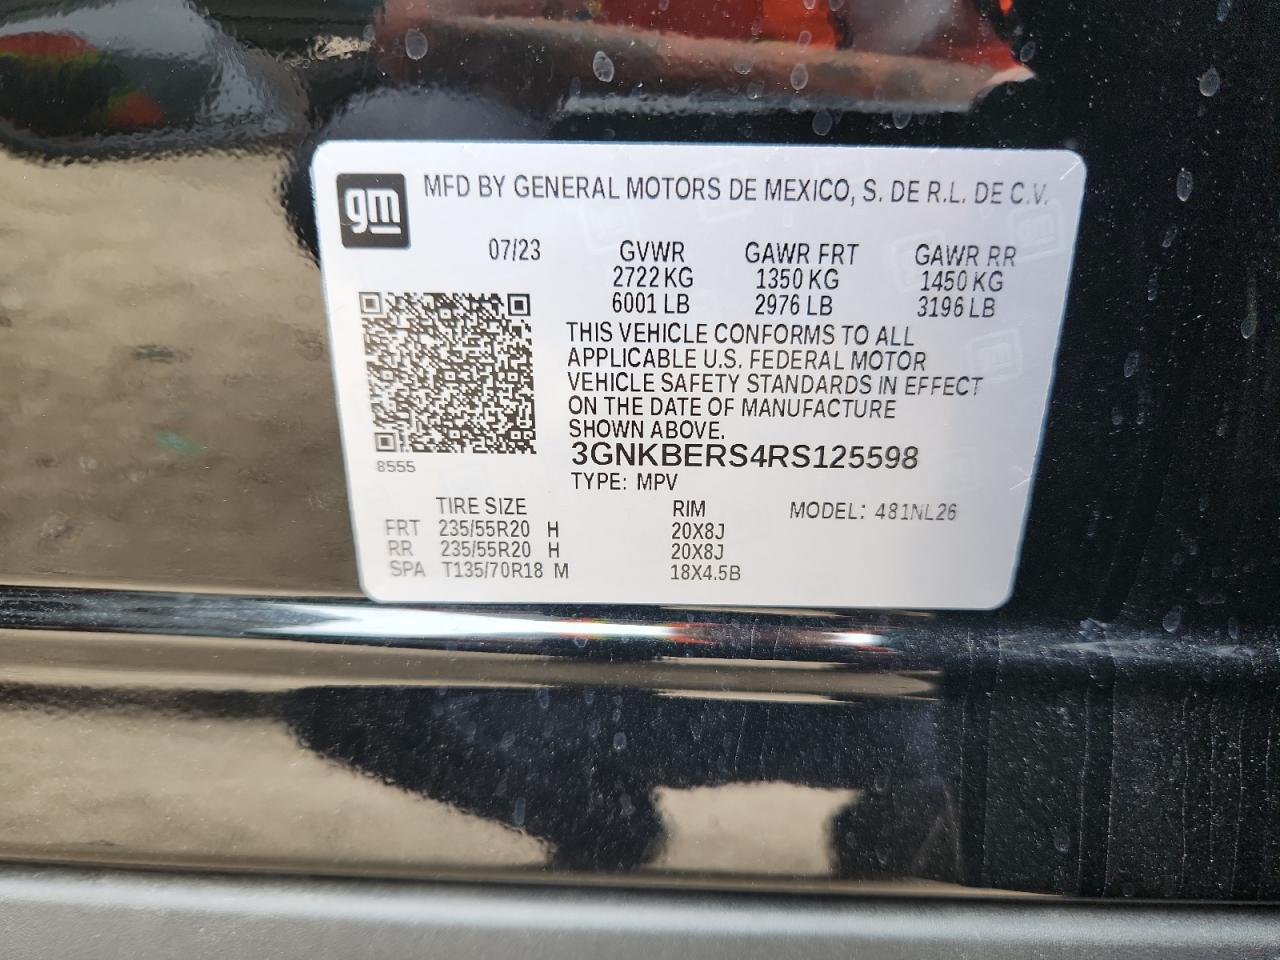 gm
MFD BY GENERAL MOTORS DE MEXICO, S. DE R.L. DE C.V.
07/23 GVWR GAWR FRT GAWR RR
2722 KG 1350 KG 1450 KG
6001 LB 2976 LB 3196 LB
THIS VEHICLE CONFORMS TO ALL
APPLICABLE U.S. FEDERAL MOTOR
VEHICLE SAFETY STANDARDS IN EFFECT
ON THE DATE OF MANUFACTURE
SHOWN ABOVE.
3GNKBERS4RS125598
8555
TYPE: MPV
TIRE SIZE RIM MODEL: 481NL26
FRT 235/55R20 H 20X8J
RR 235/55R20 H 20X8J
SPA T135/70R18 M 18X4.5B